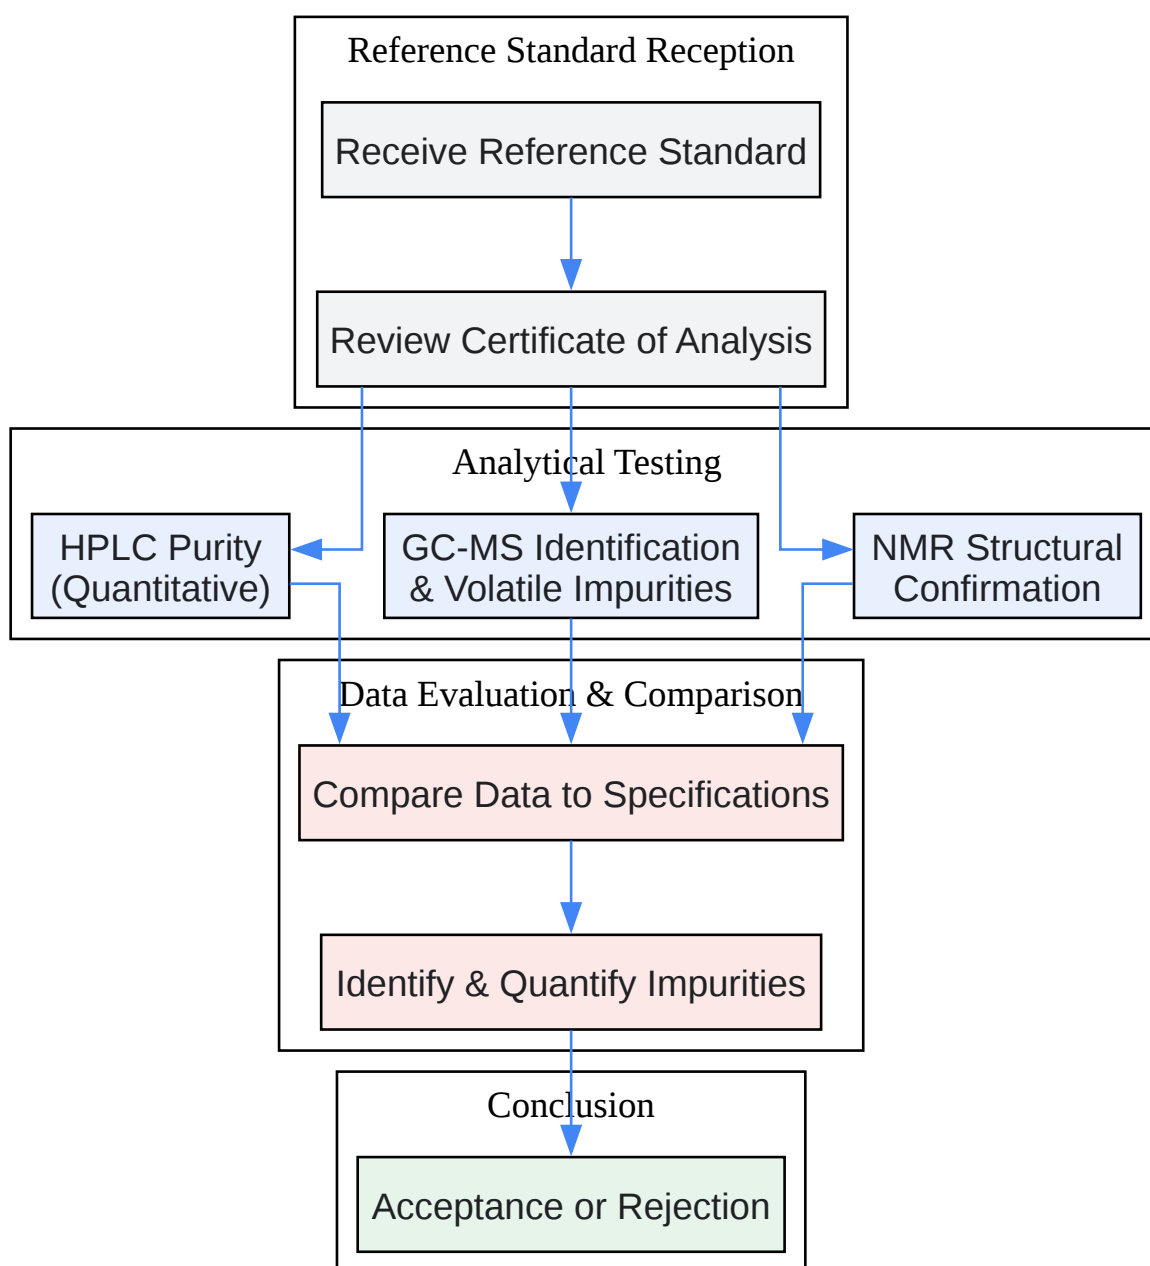 Reference Standard Reception
Receive Reference Standard
Review Certificate of Analysis
Analytical Testing
HPLC Purity
(Quantitative)
GC-MS Identification
& Volatile Impurities
NMR Structural
Confirmation
Data Evaluation & Comparison
Compare Data to Specifications
Identify & Quantify Impurities
Conclusion
Acceptance or Rejection